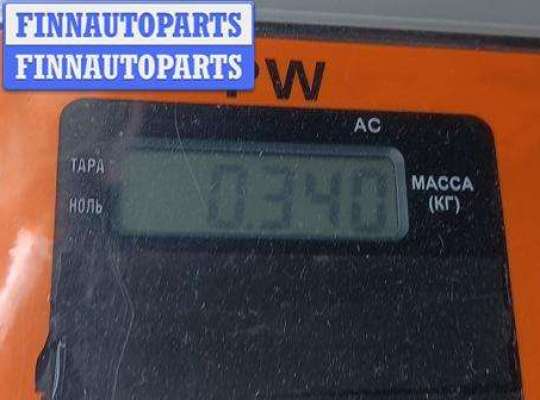 FINNAUTOPARTS
FINNAUTOPARTS
PW
AC
ТАРА
0.340
МАССА
(КГ)
НОЛЬ